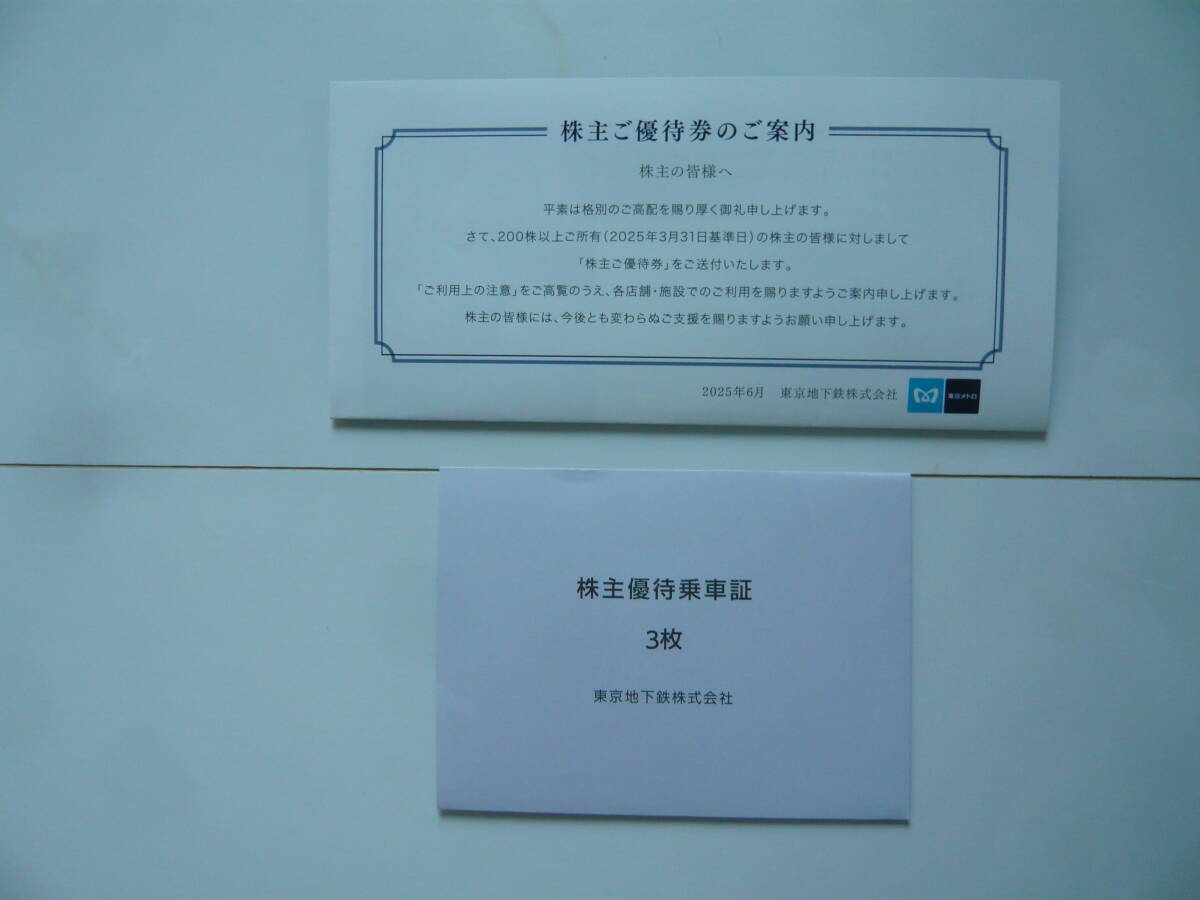 株主ご優待券のご案内
株主の皆様へ
平素は格別のご高配を賜り厚く御礼申し上げます。
さて、200株以上ご所有(2025年3月31日基準日)の株主の皆様に対しまして
「株主ご優待券」をご送付いたします。
「ご利用上の注意」をご高覧のうえ、各店舗・施設でのご利用を賜りますようご案内申し上げます。
株主の皆様には、今後とも変わらぬご支援を賜りますようお願い申し上げます。
2025年6月 東京地下鉄株式会社 東京メトロ
株主優待乗車証
3枚
東京地下鉄株式会社